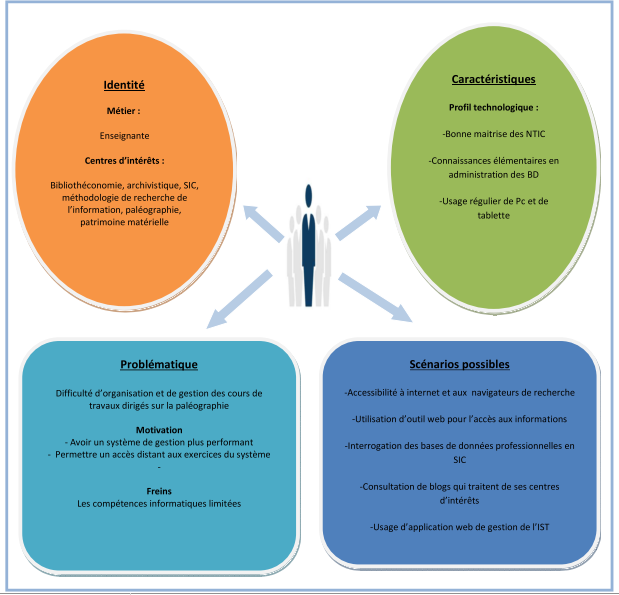 Identité
Métier :
Enseignante
Centres d'intérêts :
Bibliothéconomie, archivistique, SIC,
méthodologie de recherche de
l'information, paléographie,
patrimoine matérielle
Caractéristiques
Profil technologique :
-Bonne maitrise des NTIC
-Connaissances élémentaires en
administration des BD
-Usage régulier de Pc et de
tablette
Problématique
Difficulté d'organisation et de gestion des cours de
travaux dirigés sur la paléographie
Motivation
- Avoir un système de gestion plus performant
- Permettre un accès distant aux exercices du système
-
Freins
Les compétences informatiques limitées
Scénarios possibles
-Accessibilité à internet et aux navigateurs de recherche
-Utilisation d'outil web pour l'accès aux informations
-Interrogation des bases de données professionnelles en
SIC
-Consultation de blogs qui traitent de ses centres
d'intérêts
-Usage d'application web de gestion de l'IST